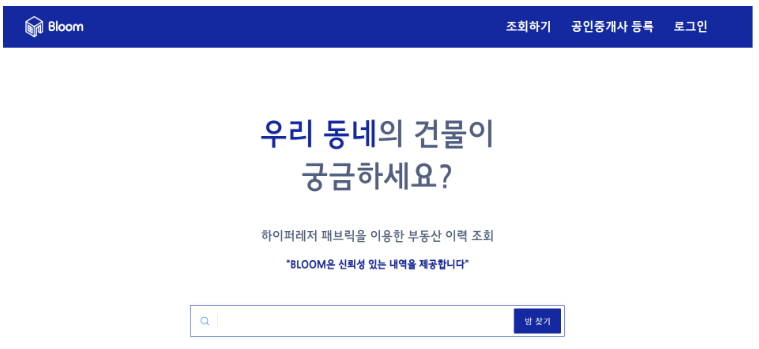 Bloom
조회하기 공인중개사 등록 로그인
우리 동네의 건물이
궁금하세요?
하이퍼레저 패브릭을 이용한 부동산 이력 조회
"BLOOM은 신뢰성 있는 내역을 제공합니다"
방 찾기